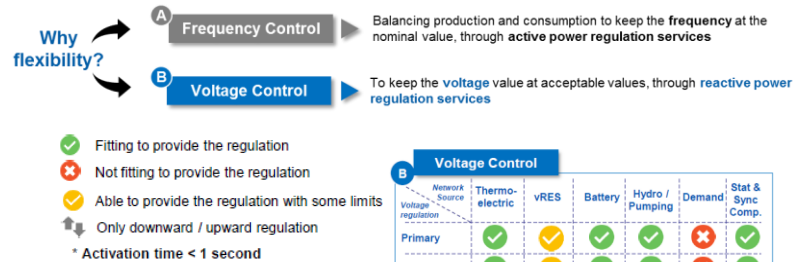 Why
flexibility?
A
Frequency Control
Balancing production and consumption to keep the frequency at the
nominal value, through active power regulation services
B
Voltage Control
To keep the voltage value at acceptable values, through reactive power
regulation services
Fitting to provide the regulation
Not fitting to provide the regulation
Able to provide the regulation with some limits
Only downward / upward regulation
* Activation time < 1 second
B
Voltage Control
Network
Source
Voltage
regulation
Thermo-
electric
vRES
Battery
Hydro /
Pumping
Demand
Stat &
Sync
Comp.
Primary